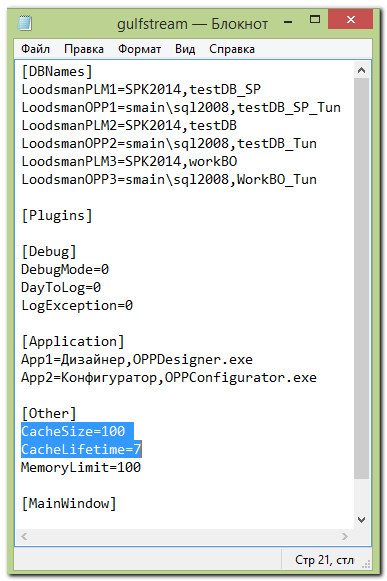 gulfstream — Блокнот
Файл Правка Формат Вид Справка
[DBNames]
LoodsmanPLM1=SPK2014,testDB_SP
LoodsmanOPP1=smain\sql2008,testDB_SP_Tun
LoodsmanPLM2=SPK2014,testDB
LoodsmanOPP2=smain\sql2008,testDB_Tun
LoodsmanPLM3=SPK2014,workBO
LoodsmanOPP3=smain\sql2008,WorkBO_Tun
[Plugins]
[Debug]
DebugMode=0
DayToLog=0
LogException=0
[Application]
App1=Дизайнер,OPPDesigner.exe
App2=Конфигуратор,OPPConfigurator.exe
[Other]
CacheSize=100
CacheLifetime=7
MemoryLimit=100
[MainWindow]
Стр 21, стл